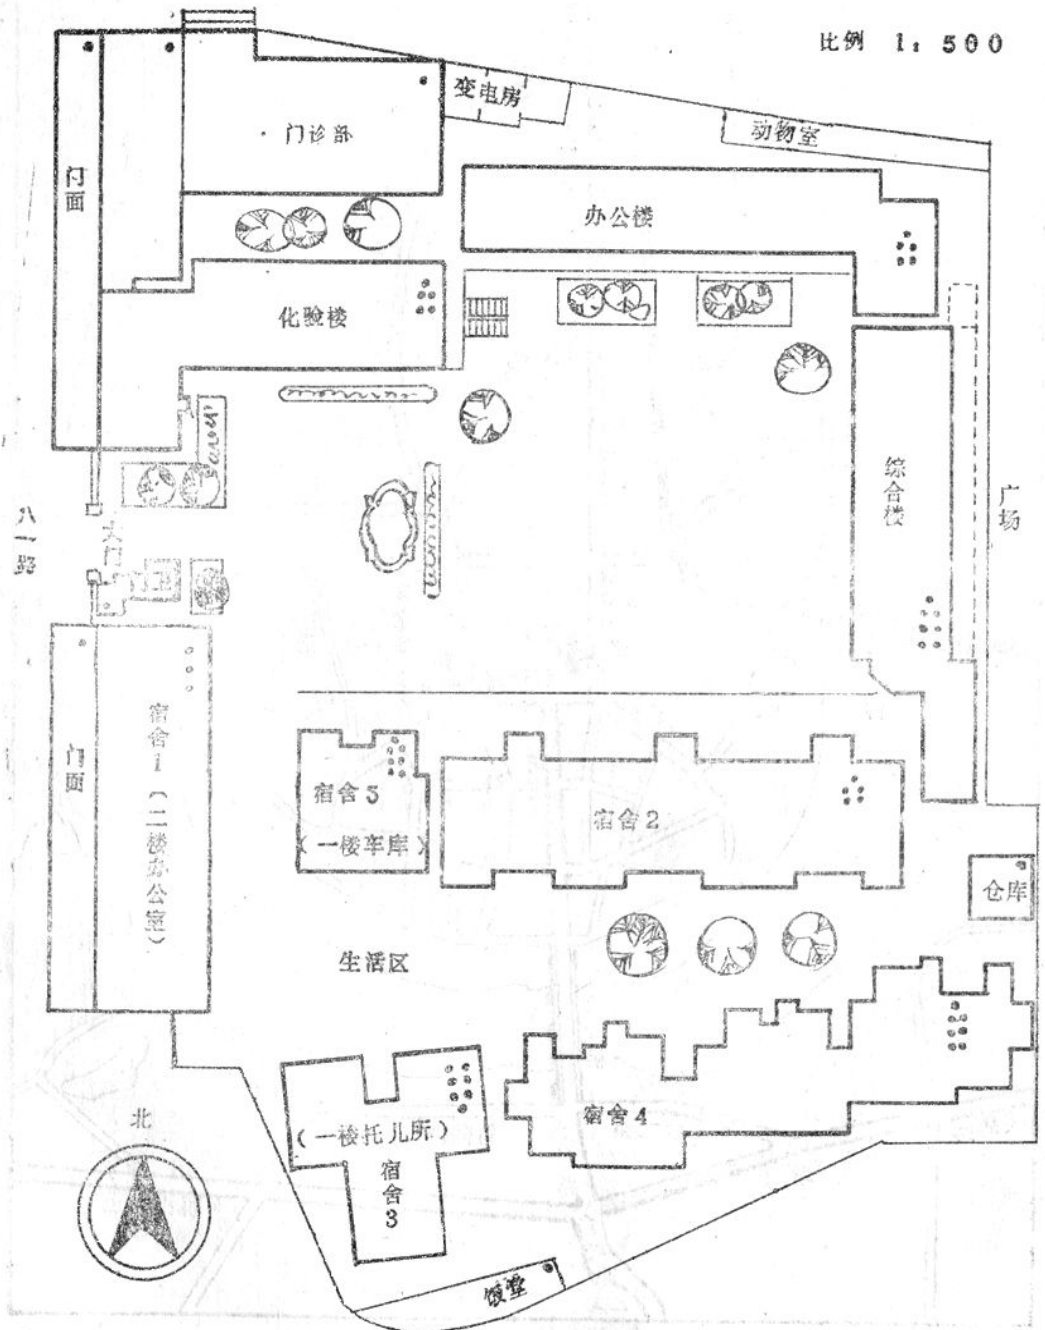 比例 1：500
变电房
动物室
门诊部
门面
办公楼
化验楼
综合楼
广场
八一路
大门
门面
宿舍1（二楼办公室）
宿舍5
（一楼车库）
宿舍2
仓库
生活区
宿舍4
（一楼托儿所）
宿舍3
北
饭堂